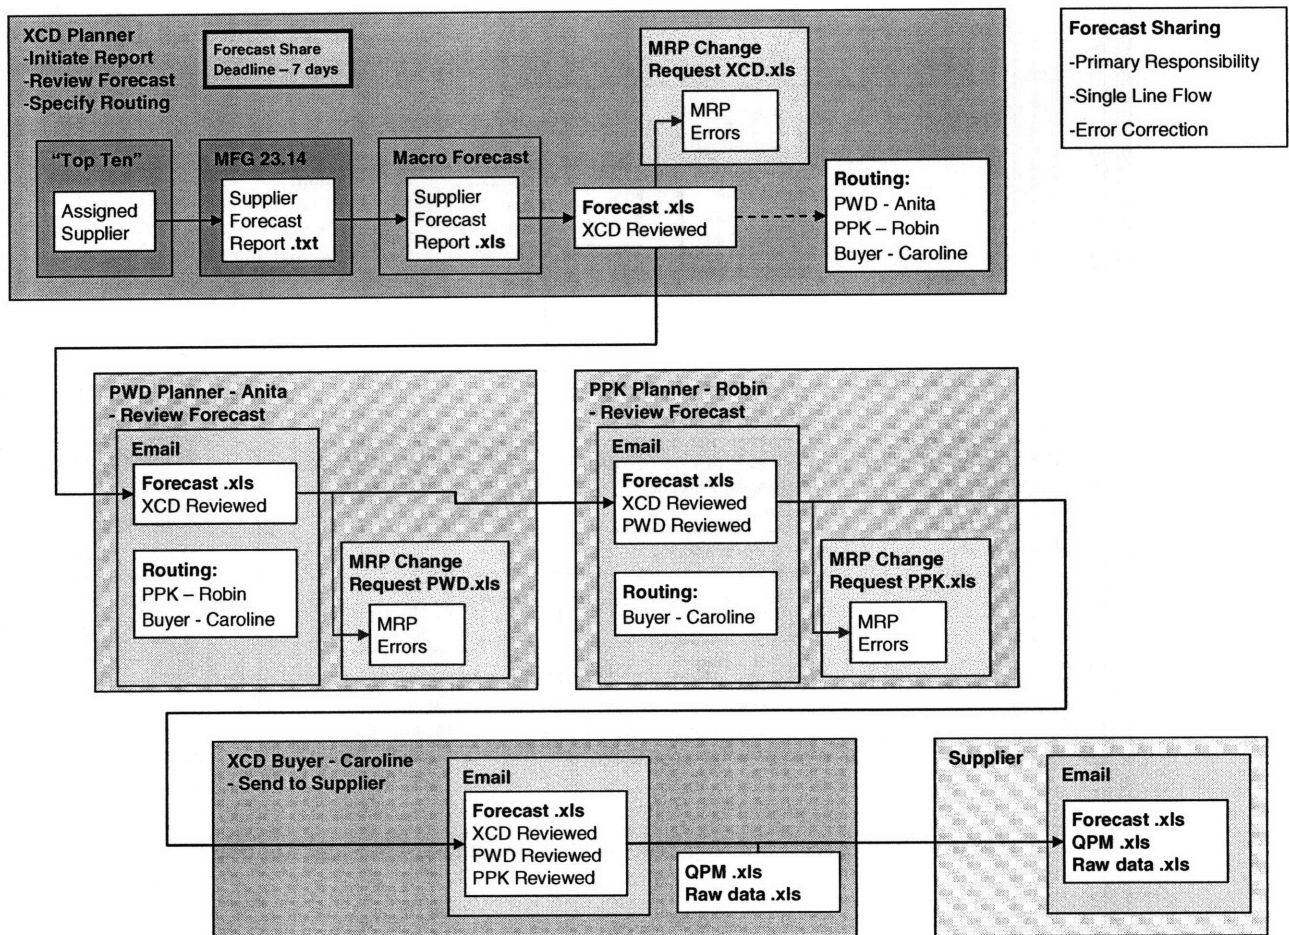 XCD Planner
-Initiate Report
-Review Forecast
-Specify Routing
Forecast Share
Deadline – 7 days
MRP Change
Request XCD.xls
MRP
Errors
Forecast Sharing
-Primary Responsibility
-Single Line Flow
-Error Correction
“Top Ten”
Assigned
Supplier
MFG 23.14
Supplier
Forecast
Report .txt
Macro Forecast
Supplier
Forecast
Report .xls
Forecast .xls
XCD Reviewed
Routing:
PWD - Anita
PPK – Robin
Buyer - Caroline
PWD Planner - Anita
- Review Forecast
Email
Forecast .xls
XCD Reviewed
Routing:
PPK – Robin
Buyer - Caroline
MRP Change
Request PWD.xls
MRP
Errors
PPK Planner - Robin
- Review Forecast
Email
Forecast .xls
XCD Reviewed
PWD Reviewed
Routing:
Buyer - Caroline
MRP Change
Request PPK.xls
MRP
Errors
XCD Buyer - Caroline
- Send to Supplier
Email
Forecast .xls
XCD Reviewed
PWD Reviewed
PPK Reviewed
QPM .xls
Raw data .xls
Supplier
Email
Forecast .xls
QPM .xls
Raw data .xls